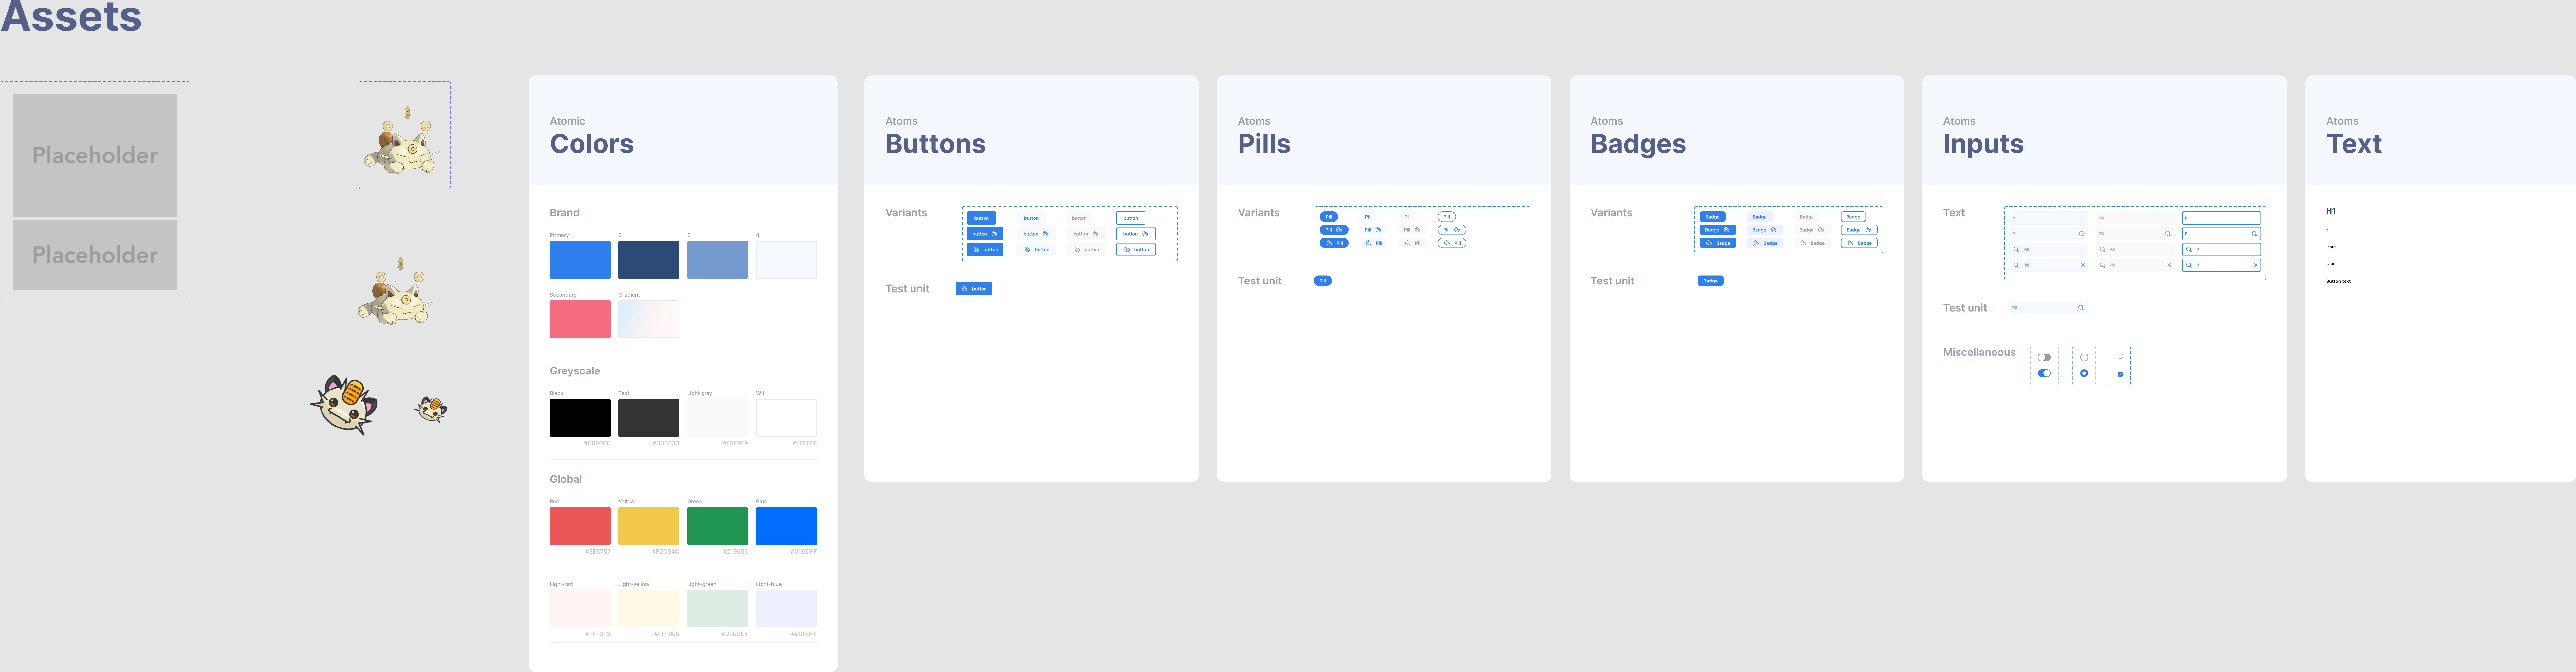 Assets
Placeholder
Placeholder
Atomic
Colors
Brand
Primary 2 3 4
Secondary Gradient
Greyscale
Black Text Light gray Wit
#000000 #333333 #F9F9F9 #FFFFFF
Global
Red Yellow Green Blue
#EB5757 #F2C94C #219653 #006DFF
Light-red Light-yellow Light-green Light-blue
#FFF3F3 #FFF9E5 #DEEDE4 #ECF0FF
Atoms
Buttons
Variants
button button button button
button button button button
button button button button
Test unit
button
Atoms
Pills
Variants
Pill Pill Pill Pill
Pill Pill Pill Pill
Pill Pill Pill Pill
Test unit
Pill
Atoms
Badges
Variants
Badge Badge Badge Badge
Badge Badge Badge Badge
Badge Badge Badge Badge
Test unit
Badge
Atoms
Inputs
Text
Test unit
Miscellaneous
Atoms
Text
H1
p
Input
Label
Button text